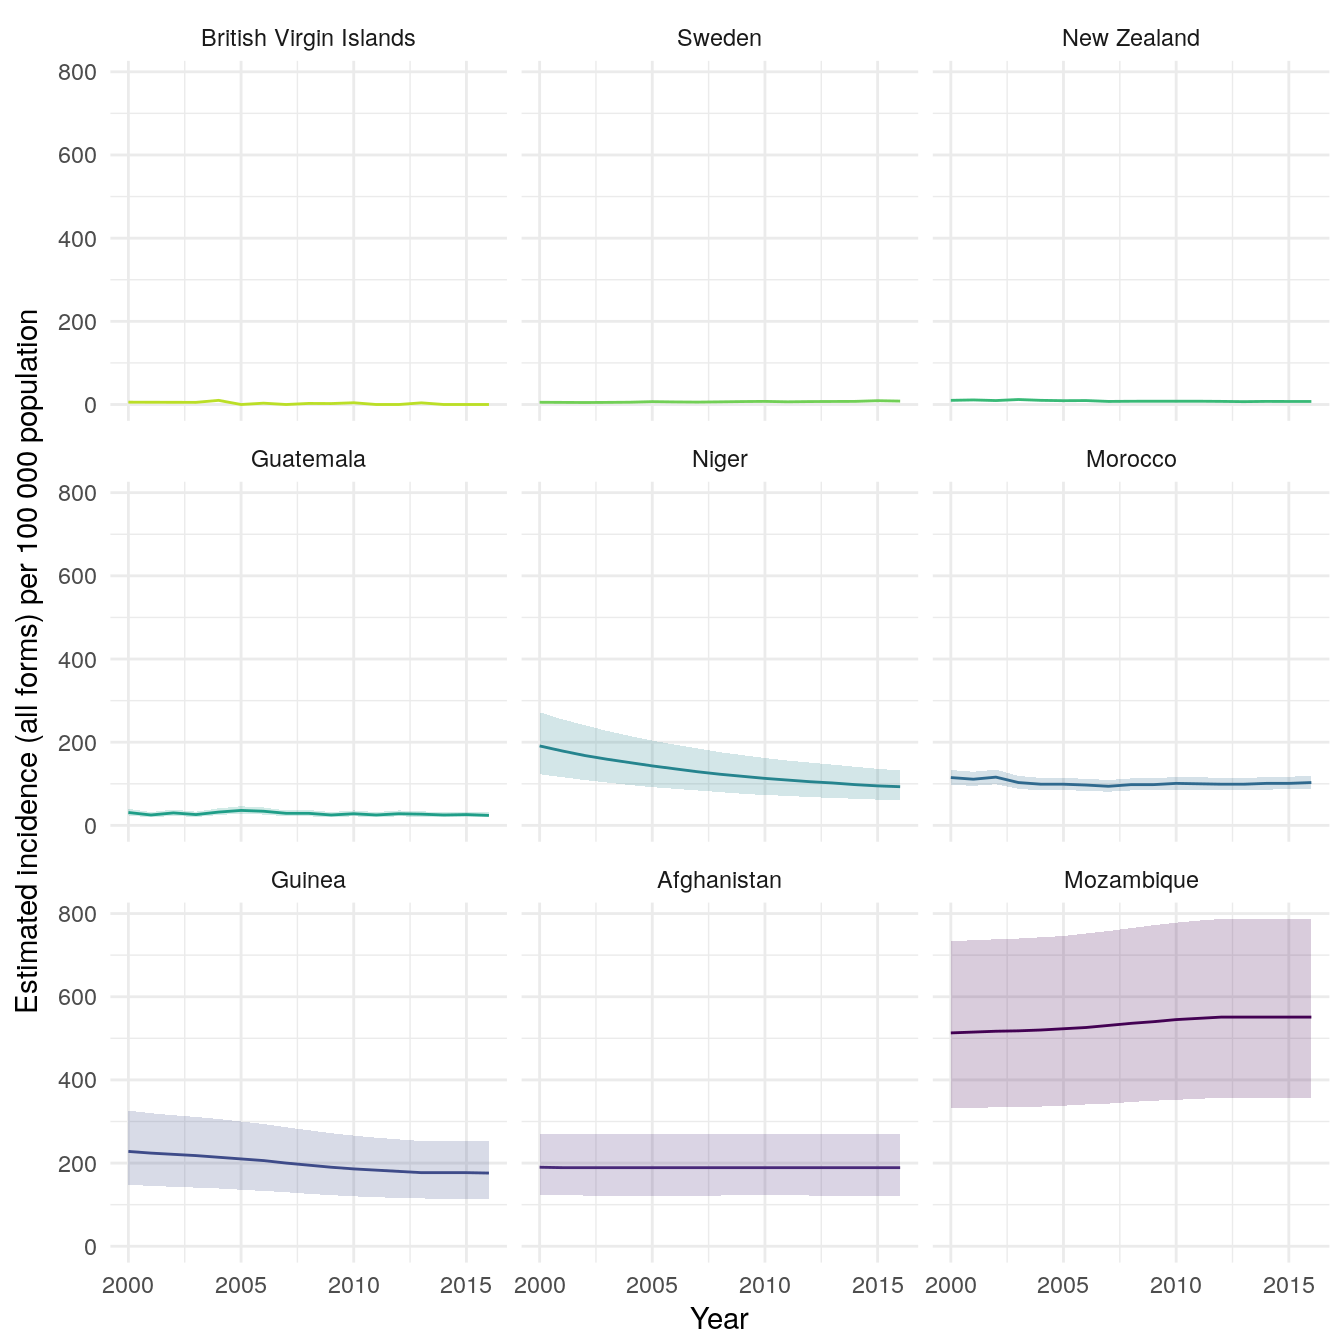 British Virgin Islands
Sweden
New Zealand
800
600
400
200
0
Guatemala
Niger
Morocco
800
600
400
200
0
Guinea
Afghanistan
Mozambique
800
600
400
200
0
2000 2005 2010 2015
2000 2005 2010 2015
2000 2005 2010 2015
Year
Estimated incidence (all forms) per 100 000 population